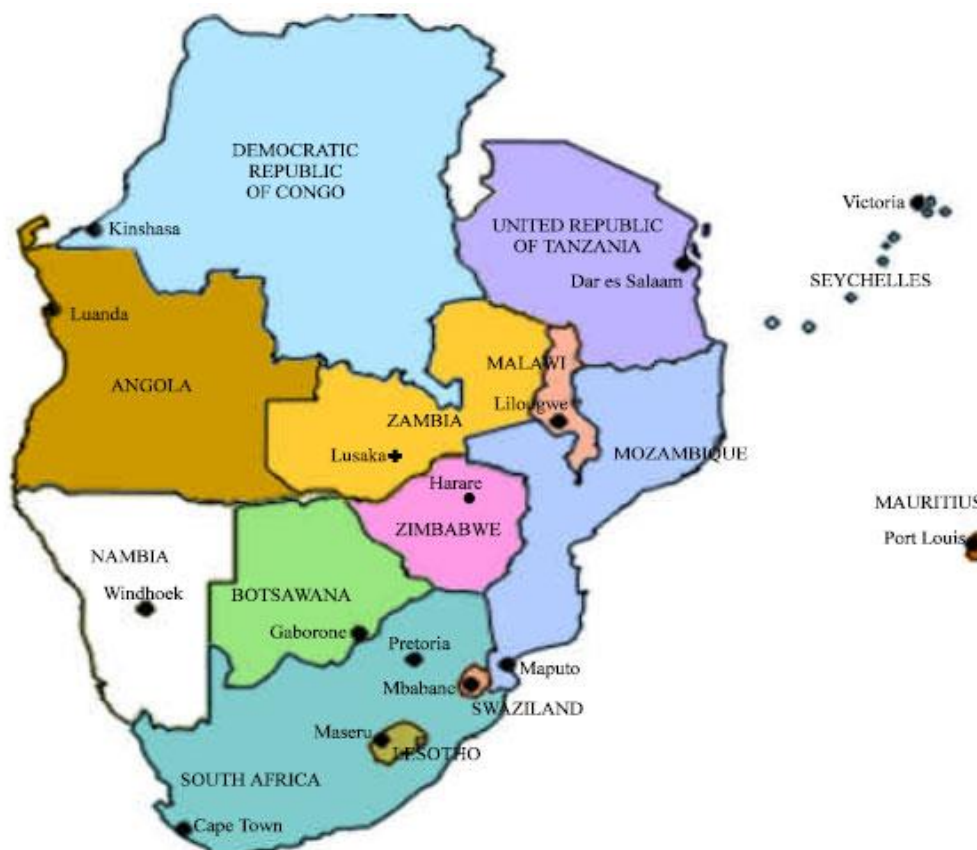 DEMOCRATIC
REPUBLIC
OF CONGO
Kinshasa
UNITED REPUBLIC
OF TANZANIA
Dar es Salaam
Victoria
SEYCHELLES
Luanda
ANGOLA
MALAWI
Lilougwe
ZAMBIA
Lusaka
MOZAMBIQUE
Harare
ZIMBABWE
MAURITIUS
Port Louis
NAMBIA
Windhoek
BOTSAWANA
Gaborone
Pretoria
Maputo
Mbabane
SWAZILAND
Maseru
LESOTHO
SOUTH AFRICA
Cape Town